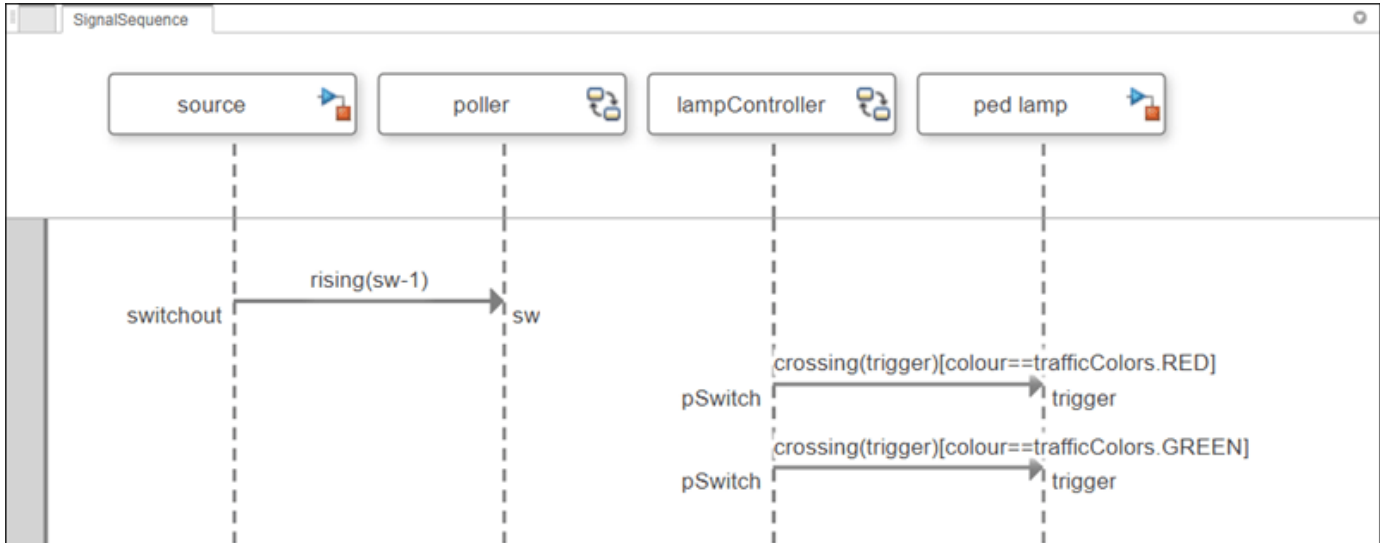 SignalSequence
source
poller
lampController
ped lamp
rising(sw-1)
switchout
sw
crossing(trigger)[colour==trafficColors.RED]
pSwitch
trigger
crossing(trigger)[colour==trafficColors.GREEN]
pSwitch
trigger